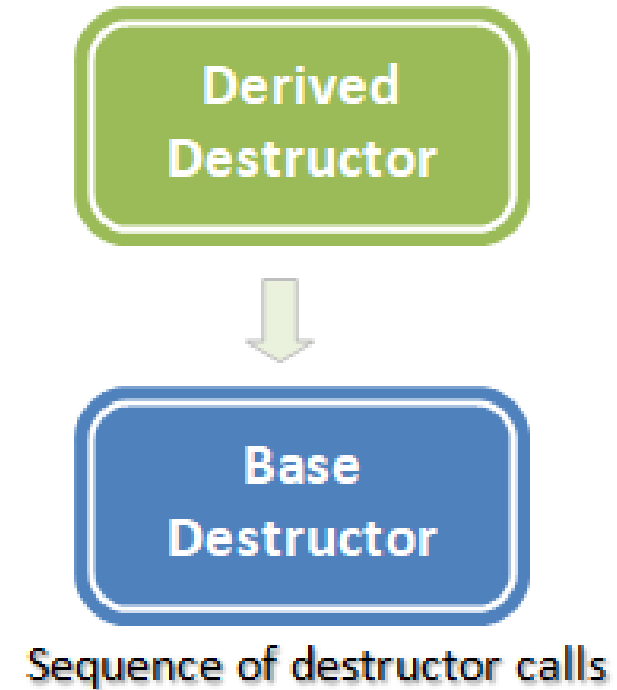 Derived
Destructor
Base
Destructor
Sequence of destructor calls